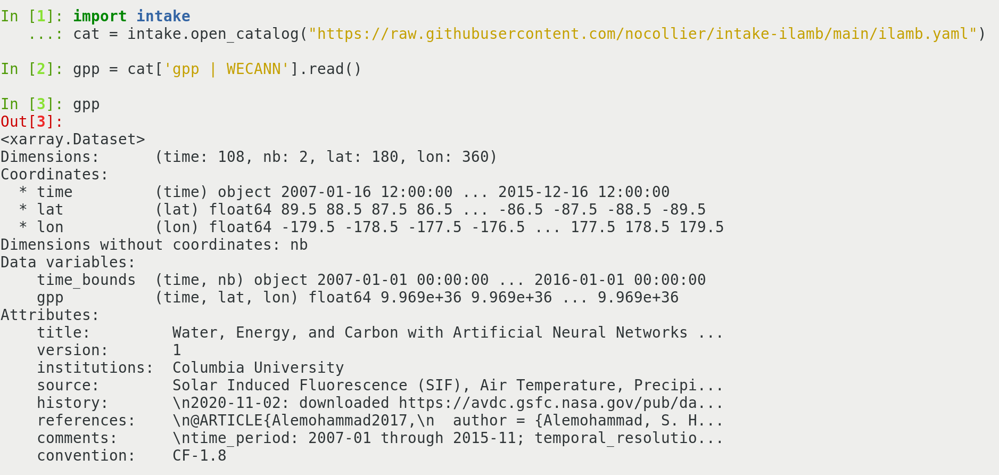 In [1]: import intake
   ...: cat = intake.open_catalog("https://raw.githubusercontent.com/nocollier/intake-ilamb/main/ilamb.yaml")

In [2]: gpp = cat['gpp | WECANN'].read()

In [3]: gpp
Out[3]:
<xarray.Dataset>
Dimensions:      (time: 108, nb: 2, lat: 180, lon: 360)
Coordinates:
  * time         (time) object 2007-01-16 12:00:00 ... 2015-12-16 12:00:00
  * lat          (lat) float64 89.5 88.5 87.5 86.5 ... -86.5 -87.5 -88.5 -89.5
  * lon          (lon) float64 -179.5 -178.5 -177.5 -176.5 ... 177.5 178.5 179.5
Dimensions without coordinates: nb
Data variables:
    time_bounds  (time, nb) object 2007-01-01 00:00:00 ... 2016-01-01 00:00:00
    gpp          (time, lat, lon) float64 9.969e+36 9.969e+36 ... 9.969e+36
Attributes:
    title:         Water, Energy, and Carbon with Artificial Neural Networks ...
    version:       1
    institutions:  Columbia University
    source:        Solar Induced Fluorescence (SIF), Air Temperature, Precipi...
    history:       \n2020-11-02: downloaded https://avdc.gsfc.nasa.gov/pub/da...
    references:    \n@ARTICLE{Alemohammad2017,\n  author = {Alemohammad, S. H...
    comments:      \ntime_period: 2007-01 through 2015-11; temporal_resolutio...
    convention:    CF-1.8